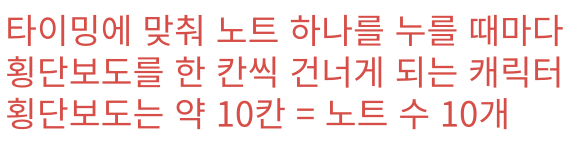 타이밍에 맞춰 노트 하나를 누를 때마다
횡단보도를 한 칸씩 건너게 되는 캐릭터
횡단보도는 약 10칸 = 노트 수 10개